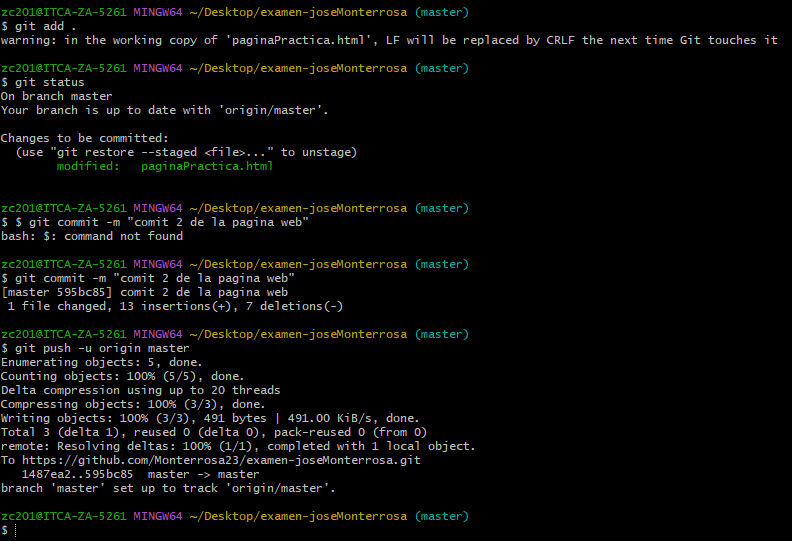 zc201@ITCA-ZA-5261 MINGW64 ~/Desktop/examen-joseMonterrosa (master)
$ git add .
warning: in the working copy of 'paginaPractica.html', LF will be replaced by CRLF the next time Git touches it
zc201@ITCA-ZA-5261 MINGW64 ~/Desktop/examen-joseMonterrosa (master)
$ git status
On branch master
Your branch is up to date with 'origin/master'.
Changes to be committed:
(use "git restore --staged <file>..." to unstage)
modified:   paginaPractica.html
zc201@ITCA-ZA-5261 MINGW64 ~/Desktop/examen-joseMonterrosa (master)
$ $ git commit -m "comit 2 de la pagina web"
bash: $: command not found
zc201@ITCA-ZA-5261 MINGW64 ~/Desktop/examen-joseMonterrosa (master)
$ git commit -m "comit 2 de la pagina web"
[master 595bc85] comit 2 de la pagina web
1 file changed, 13 insertions(+), 7 deletions(-)
zc201@ITCA-ZA-5261 MINGW64 ~/Desktop/examen-joseMonterrosa (master)
$ git push -u origin master
Enumerating objects: 5, done.
Counting objects: 100% (5/5), done.
Delta compression using up to 20 threads
Compressing objects: 100% (3/3), done.
Writing objects: 100% (3/3), 491 bytes | 491.00 KiB/s, done.
Total 3 (delta 1), reused 0 (delta 0), pack-reused 0 (from 0)
remote: Resolving deltas: 100% (1/1), completed with 1 local object.
To https://github.com/Monterrosa23/examen-joseMonterrosa.git
1487ea2..595bc85  master -> master
branch 'master' set up to track 'origin/master'.
zc201@ITCA-ZA-5261 MINGW64 ~/Desktop/examen-joseMonterrosa (master)
$